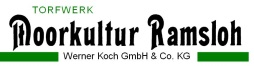 TORFWERK
Moorkultur Ramsloh
Werner Koch GmbH & Co. KG